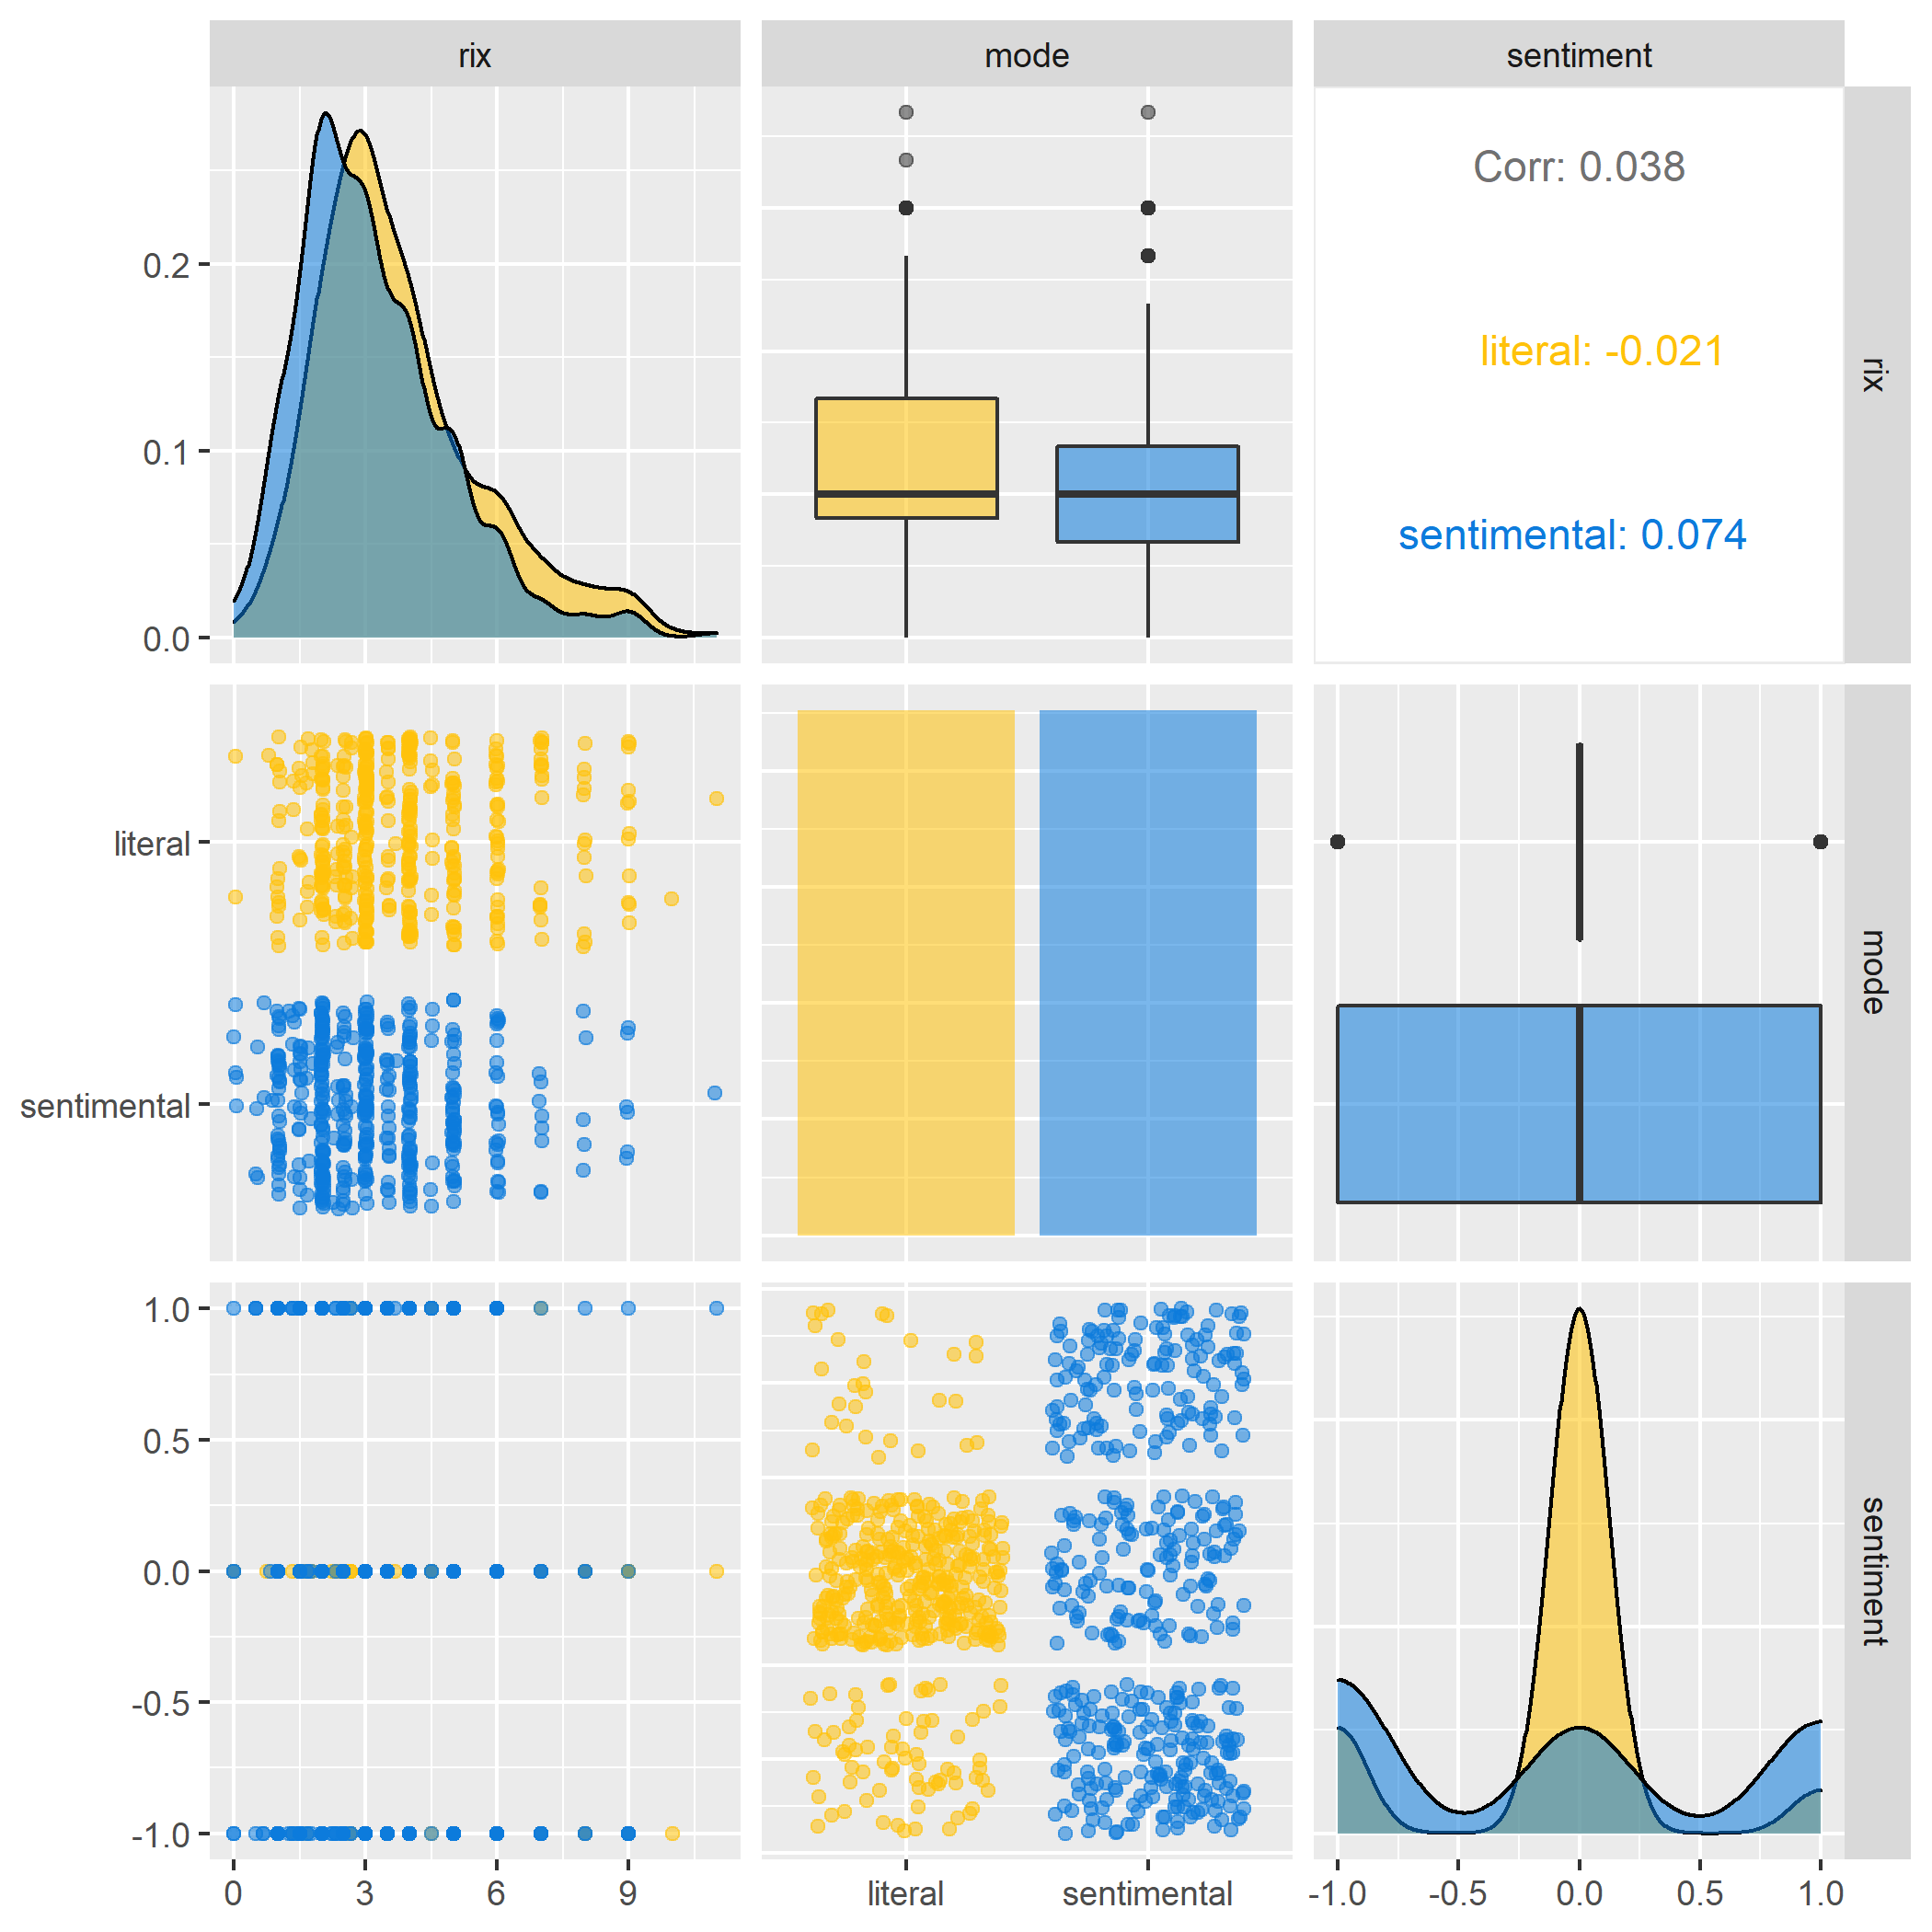 rix mode sentiment
0.2
0.1
0.0
Corr: 0.038
literal: -0.021
sentimental: 0.074
rix
literal
sentimental
mode
1.0
0.5
0.0
-0.5
-1.0
sentiment
0 3 6 9 literal sentimental -1.0 -0.5 0.0 0.5 1.0